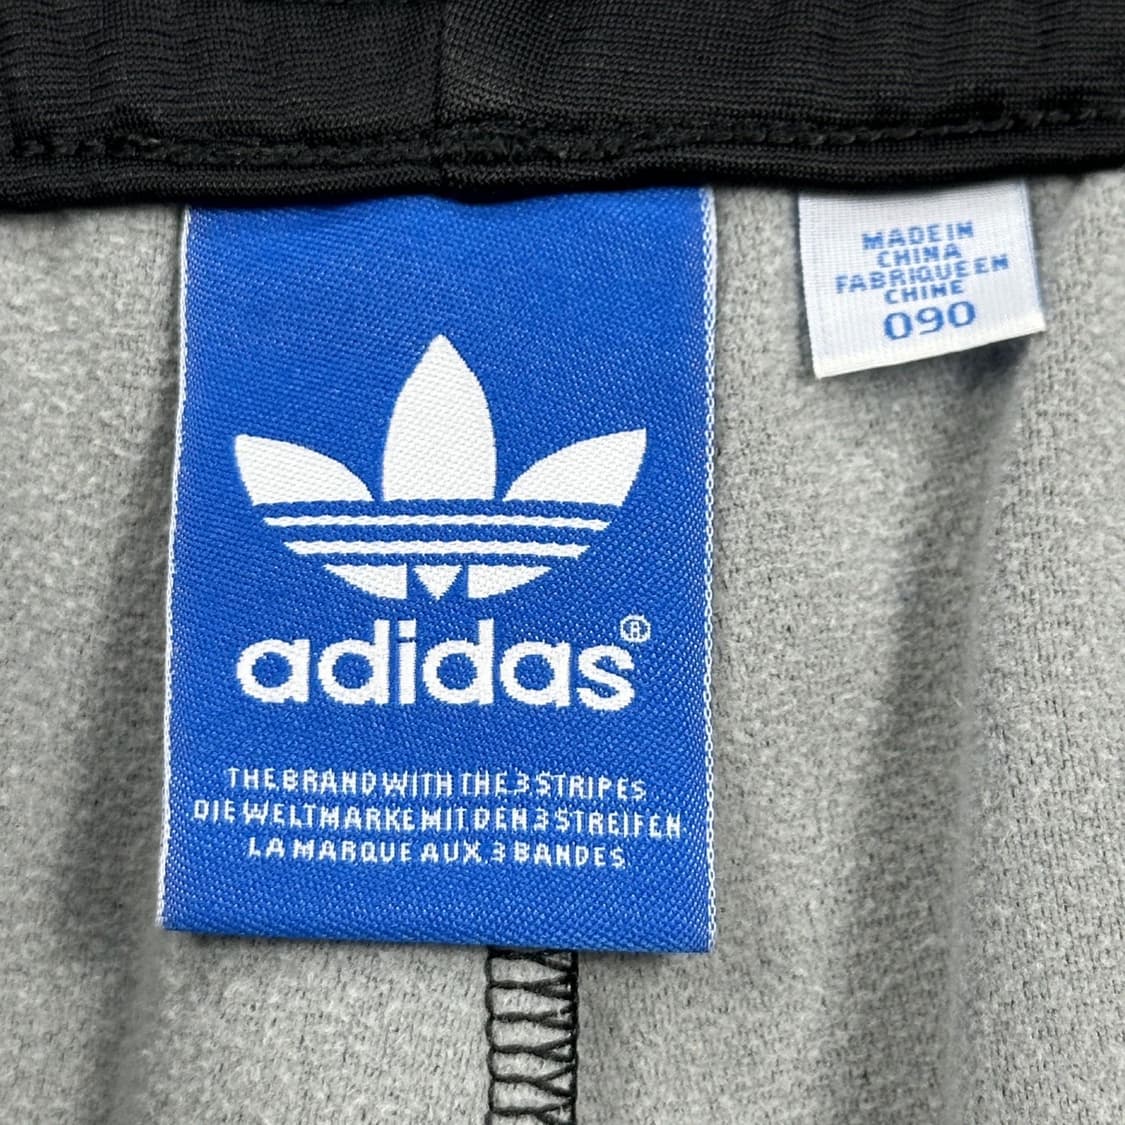 adidas®
THE BRAND WITH THE 3 STRIPES
DIE WELTMARKE MIT DEN 3 STREIFEN
LA MARQUE AUX 3 BANDES
MADE IN
CHINA
FABRIQUE EN
CHINE
090